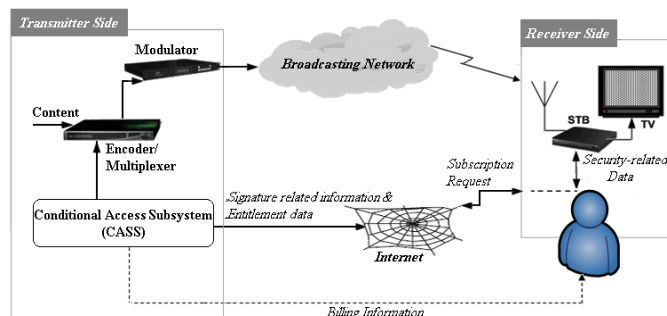 Transmitter Side
Receiver Side
Modulator
Broadcasting Network
Content
Encoder/
Multiplexer
STB
TV
Security-related
Data
Subscription
Request
Signature related information &
Entitlement data
Conditional Access Subsystem
(CASS)
Internet
Billing Information